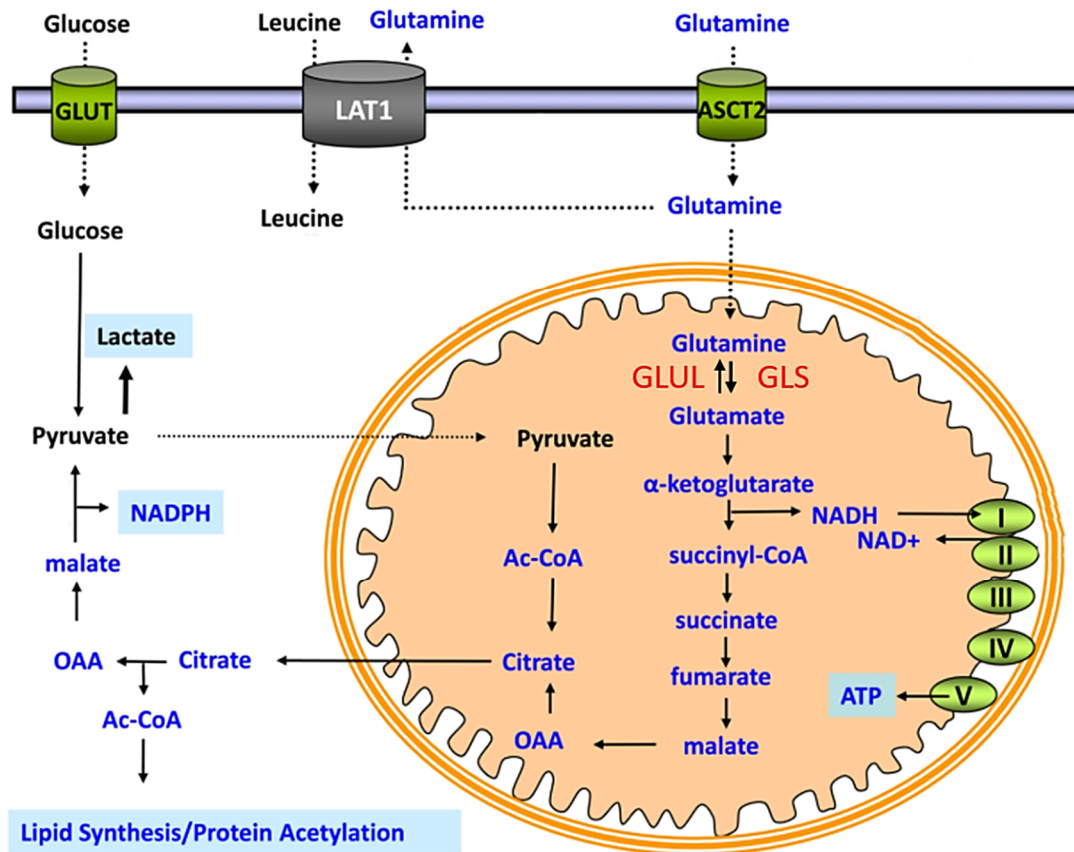 Glucose
Leucine
Glutamine
Glutamine
GLUT
LAT1
ASCT2
Glucose
Leucine
Glutamine
Lactate
Glutamine
GLUL
GLS
Pyruvate
Pyruvate
Glutamate
α-ketoglutarate
NADPH
NADH
NAD+
I
II
III
IV
V
malate
Ac-CoA
succinyl-CoA
succinate
OAA
Citrate
Citrate
fumarate
ATP
Ac-CoA
OAA
malate
Lipid Synthesis/Protein Acetylation